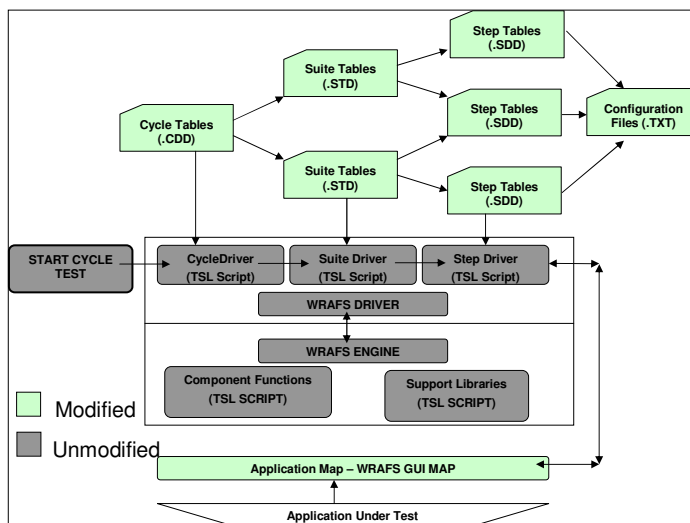 Step Tables
(.SDD)
Suite Tables
(.STD)
Cycle Tables
(.CDD)
Step Tables
(.SDD)
Configuration
Files (.TXT)
Suite Tables
(.STD)
Step Tables
(.SDD)
START CYCLE
TEST
CycleDriver
(TSL Script)
Suite Driver
(TSL Script)
Step Driver
(TSL Script)
WRAFS DRIVER
WRAFS ENGINE
Component Functions
(TSL SCRIPT)
Support Libraries
(TSL SCRIPT)
Modified
Unmodified
Application Map – WRAFS GUI MAP
Application Under Test